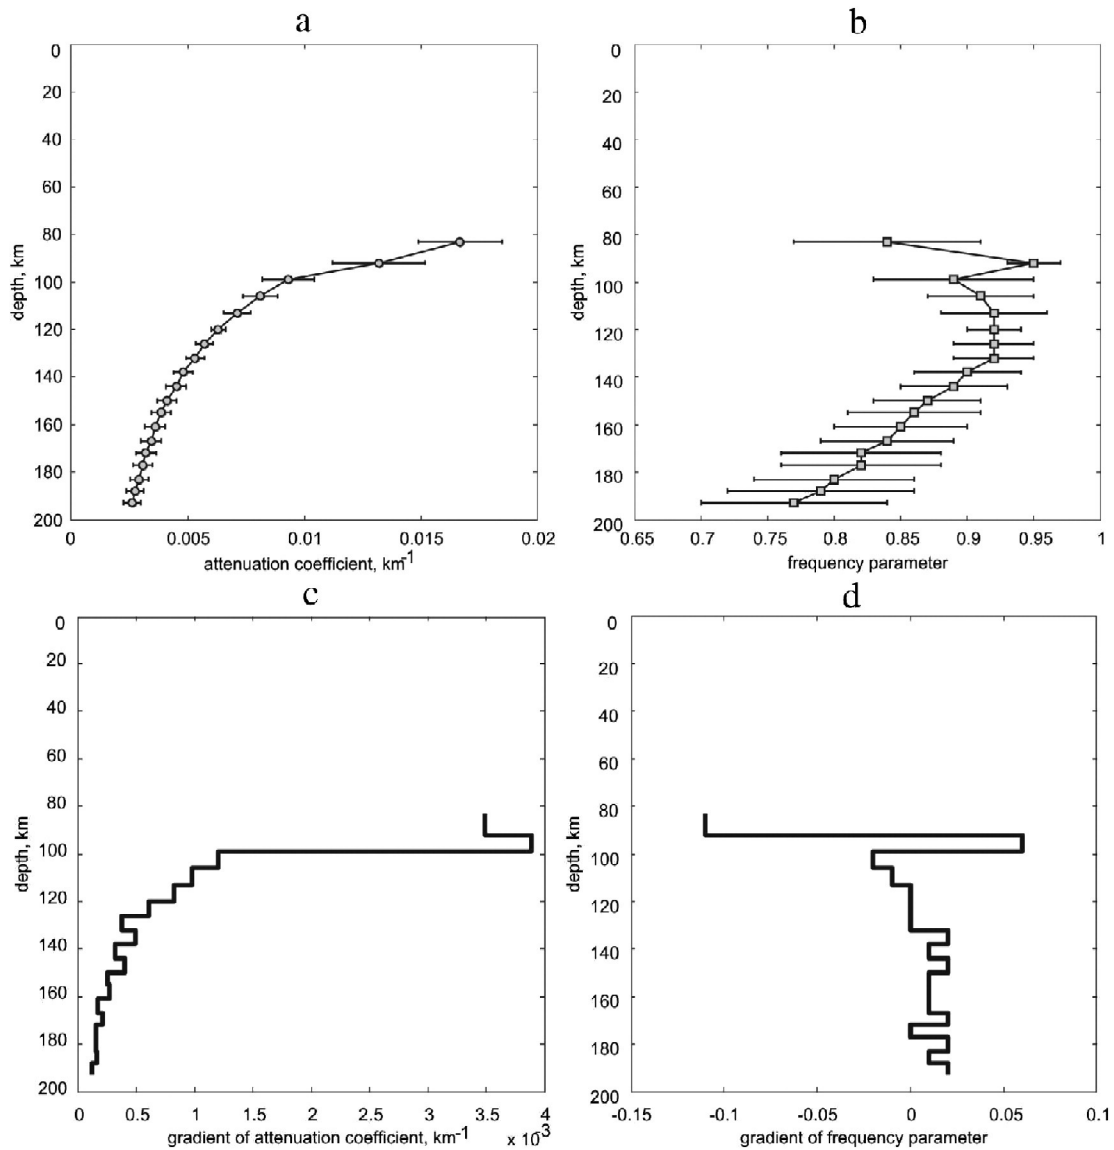 a
0
20
40
60
80
100
120
140
160
180
200
depth, km
0 0.005 0.01 0.015 0.02
attenuation coefficient, km-1
b
0
20
40
60
80
100
120
140
160
180
200
depth, km
0.65 0.7 0.75 0.8 0.85 0.9 0.95 1
frequency parameter
c
0
20
40
60
80
100
120
140
160
180
200
depth, km
0 0.5 1 1.5 2 2.5 3 3.5 4
gradient of attenuation coefficient, km-1 x 10-3
d
0
20
40
60
80
100
120
140
160
180
200
depth, km
-0.15 -0.1 -0.05 0 0.05 0.1
gradient of frequency parameter